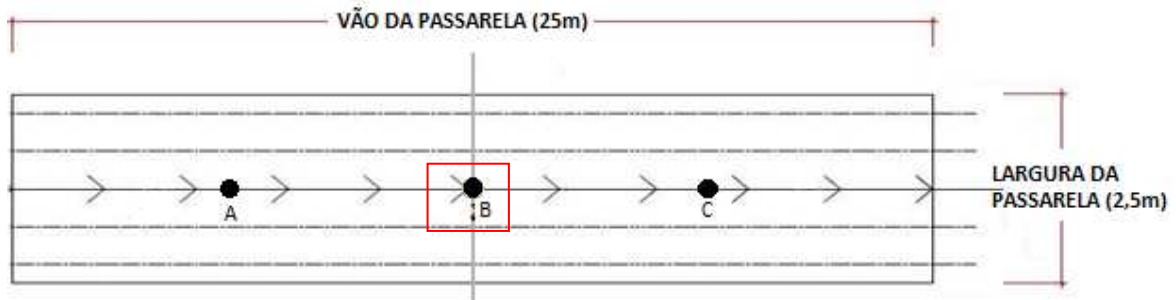 VÃO DA PASSARELA (25m)
LARGURA DA
PASSARELA (2,5m)
A
B
C